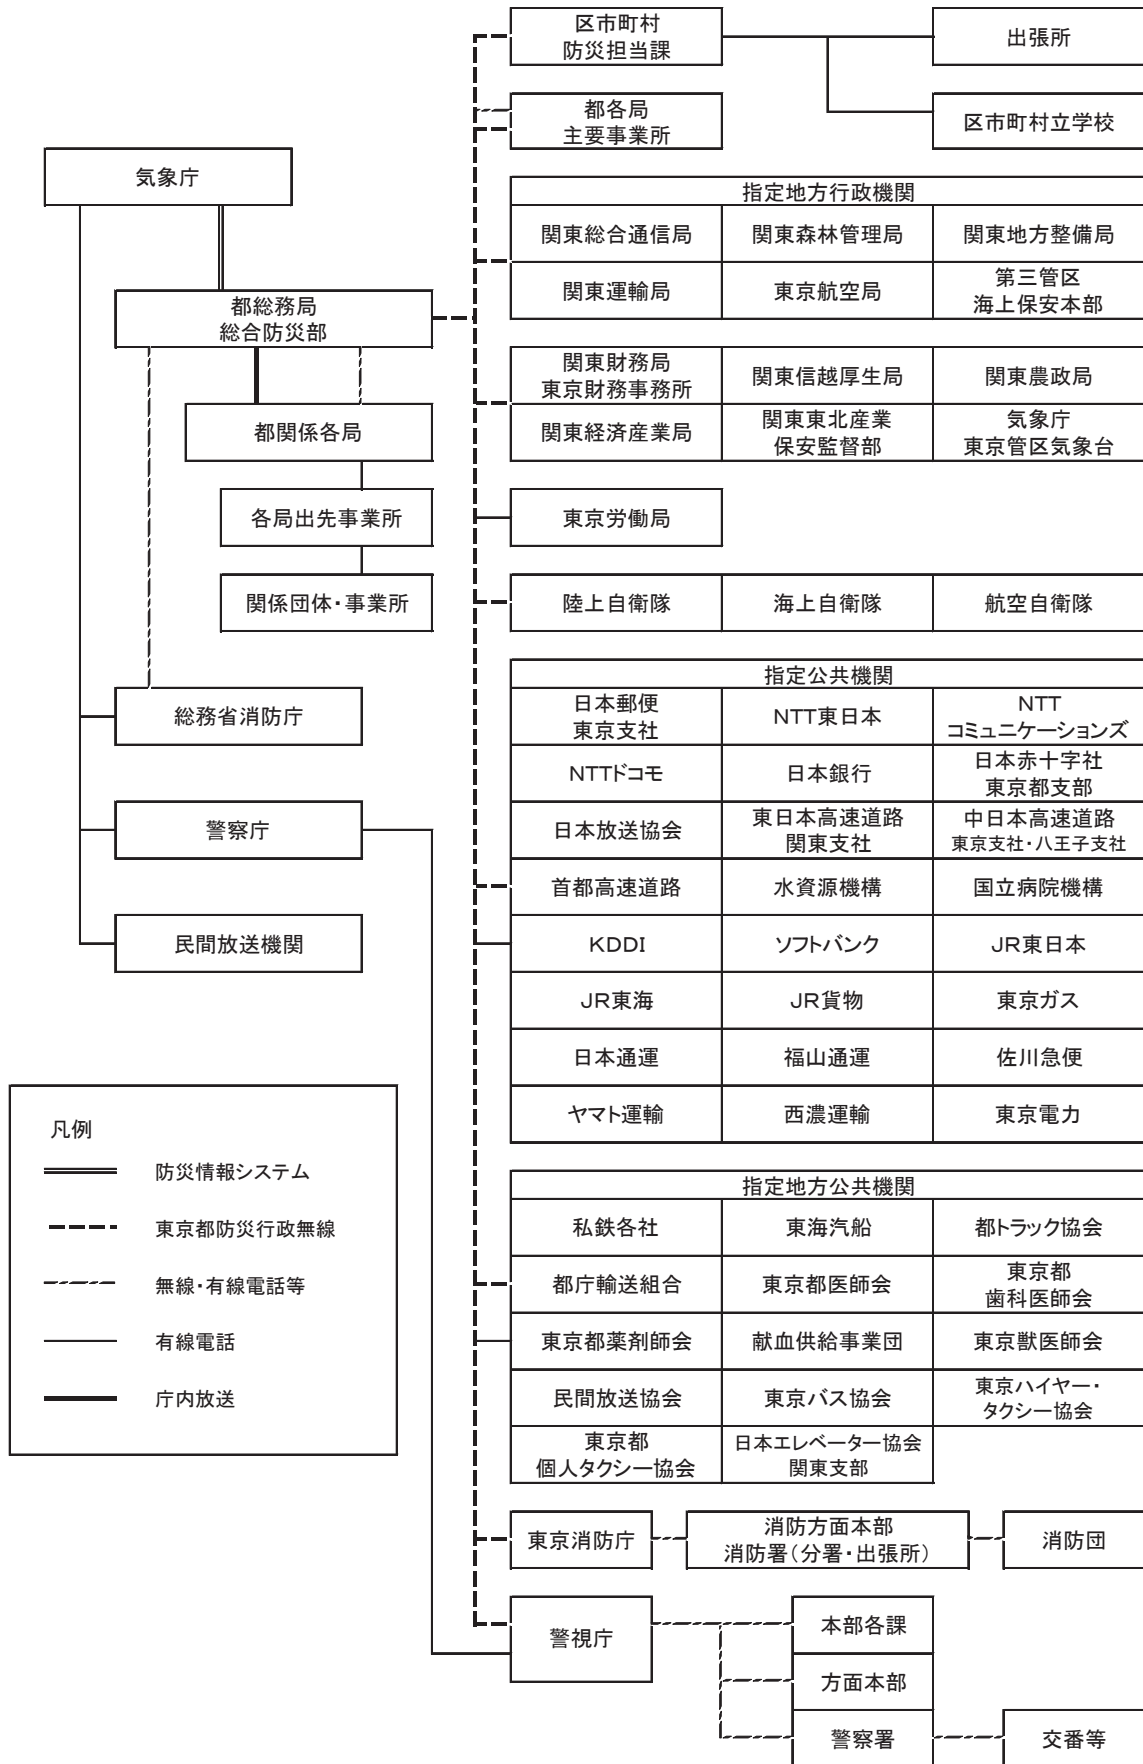 区市町村
防災担当課
出張所
都各局
主要事業所
区市町村立学校
気象庁
都総務局
総合防災部
都関係各局
各局出先事業所
関係団体・事業所
総務省消防庁
警察庁
民間放送機関
指定地方行政機関
関東総合通信局
関東森林管理局
関東地方整備局
関東運輸局
東京航空局
第三管区
海上保安本部
関東財務局
東京財務事務所
関東信越厚生局
関東農政局
関東経済産業局
関東東北産業
保安監督部
気象庁
東京管区気象台
東京労働局
陸上自衛隊
海上自衛隊
航空自衛隊
指定公共機関
日本郵便
東京支社
NTT東日本
NTT
コミュニケーションズ
NTTドコモ
日本銀行
日本赤十字社
東京都支部
日本放送協会
東日本高速道路
関東支社
中日本高速道路
東京支社・八王子支社
首都高速道路
水資源機構
国立病院機構
KDDI
ソフトバンク
JR東日本
JR東海
JR貨物
東京ガス
日本通運
福山通運
佐川急便
ヤマト運輸
西濃運輸
東京電力
指定地方公共機関
私鉄各社
東海汽船
都トラック協会
都庁輸送組合
東京都医師会
東京都
歯科医師会
東京都薬剤師会
献血供給事業団
東京獣医師会
民間放送協会
東京バス協会
東京ハイヤー・
タクシー協会
東京都
個人タクシー協会
日本エレベーター協会
関東支部
東京消防庁
消防方面本部
消防署(分署・出張所)
消防団
警視庁
本部各課
方面本部
警察署
交番等
凡例
防災情報システム
東京都防災行政無線
無線・有線電話等
有線電話
庁内放送